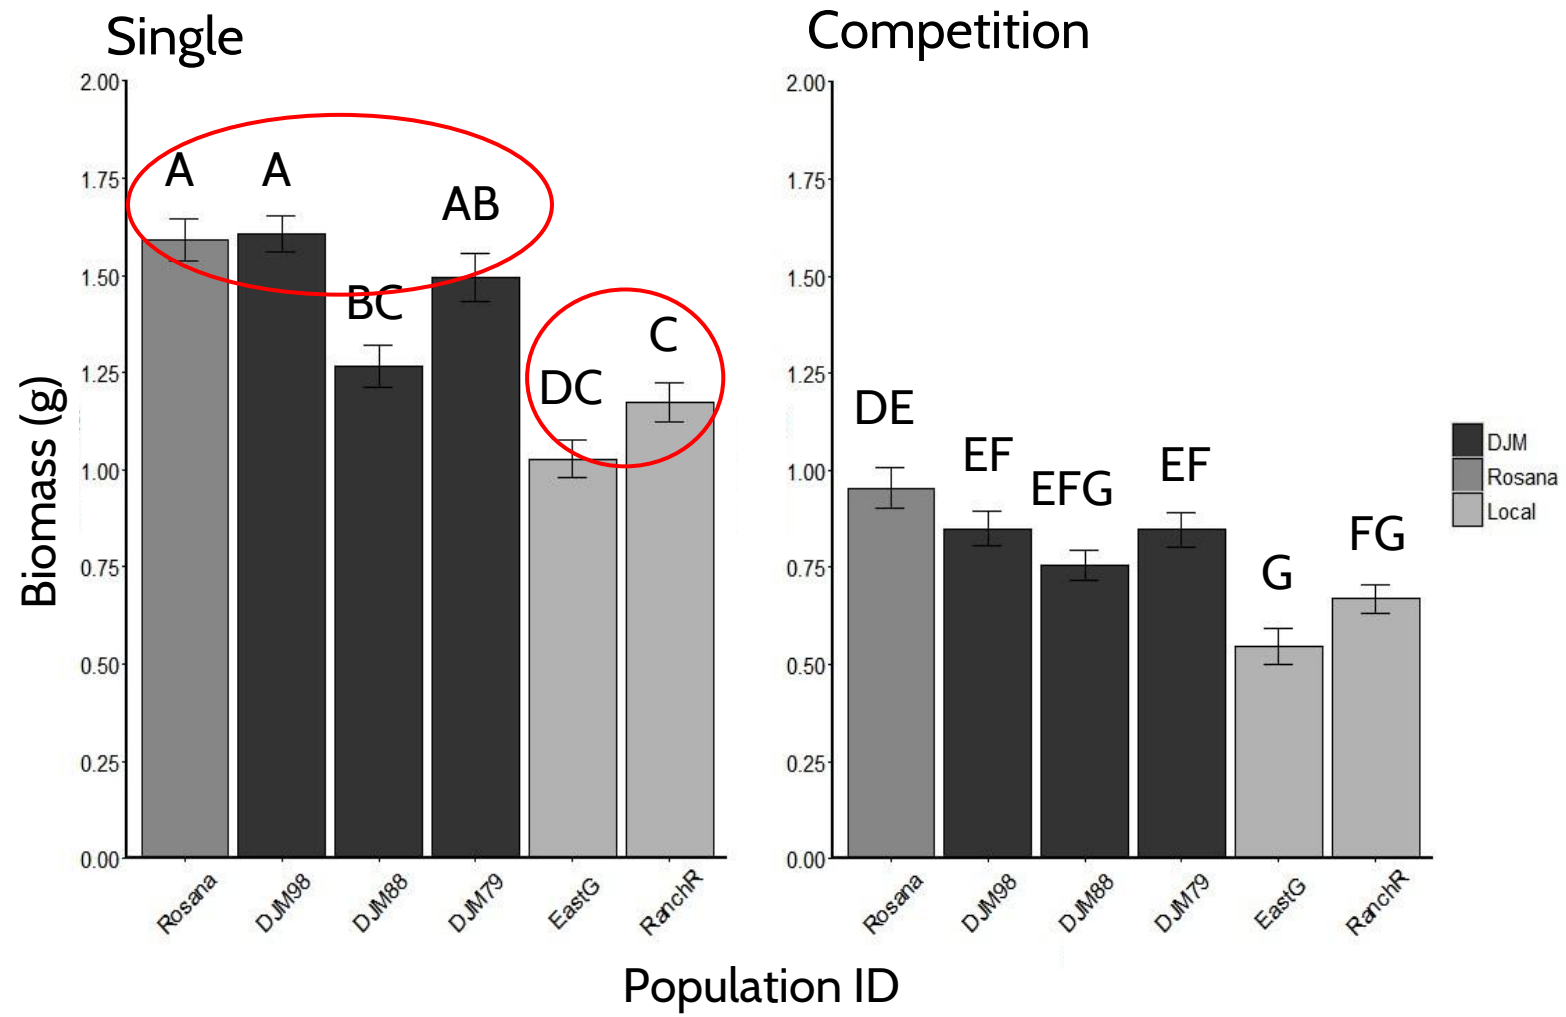 Single
Competition
2.00
1.75
1.50
1.25
1.00
0.75
0.50
0.25
0.00
A
A
BC
AB
DC
C
Rosana
DJM98
DJM88
DJM79
EastG
RanchR
2.00
1.75
1.50
1.25
1.00
0.75
0.50
0.25
0.00
DE
EF
EFG
EF
G
FG
Rosana
DJM98
DJM88
DJM79
EastG
RanchR
DJM
Rosana
Local
Biomass (g)
Population ID